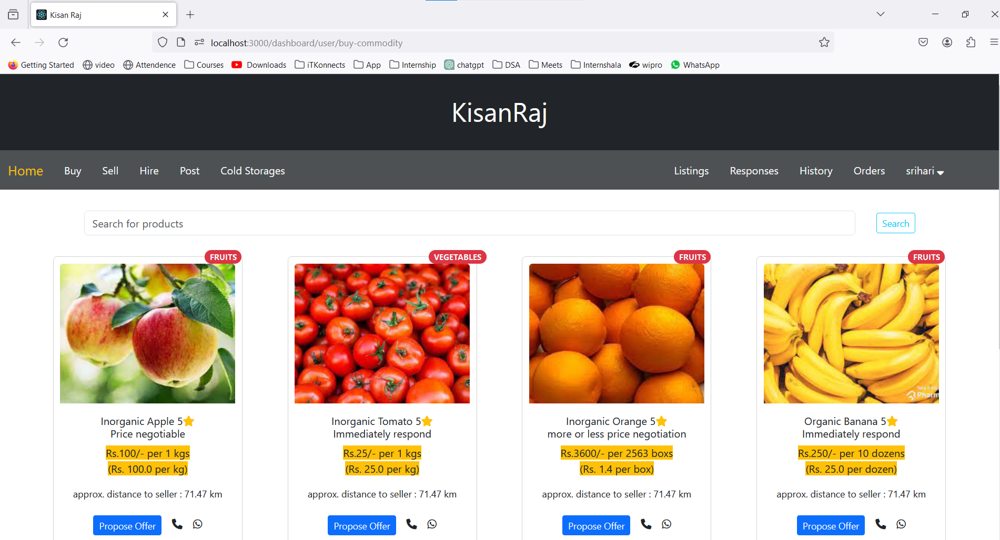 Kisan Raj
localhost:3000/dashboard/user/buy-commodity
Getting Started video Attendence Courses Downloads iTKonnects App Internship chatgpt DSA Meets Internshala wipro WhatsApp
KisanRaj
Home Buy Sell Hire Post Cold Storages Listings Responses History Orders srihari
Search for products Search
FRUITS
Inorganic Apple 5
Price negotiable
Rs.100/- per 1 kgs
(Rs. 100.0 per kg)
approx. distance to seller : 71.47 km
Propose Offer
VEGETABLES
Inorganic Tomato 5
Immediately respond
Rs.25/- per 1 kgs
(Rs. 25.0 per kg)
approx. distance to seller : 71.47 km
Propose Offer
FRUITS
Inorganic Orange 5
more or less price negotiation
Rs.3600/- per 2563 boxs
(Rs. 1.4 per box)
approx. distance to seller : 71.47 km
Propose Offer
FRUITS
Pharm
Organic Banana 5
Immediately respond
Rs.250/- per 10 dozens
(Rs. 25.0 per dozen)
approx. distance to seller : 71.47 km
Propose Offer